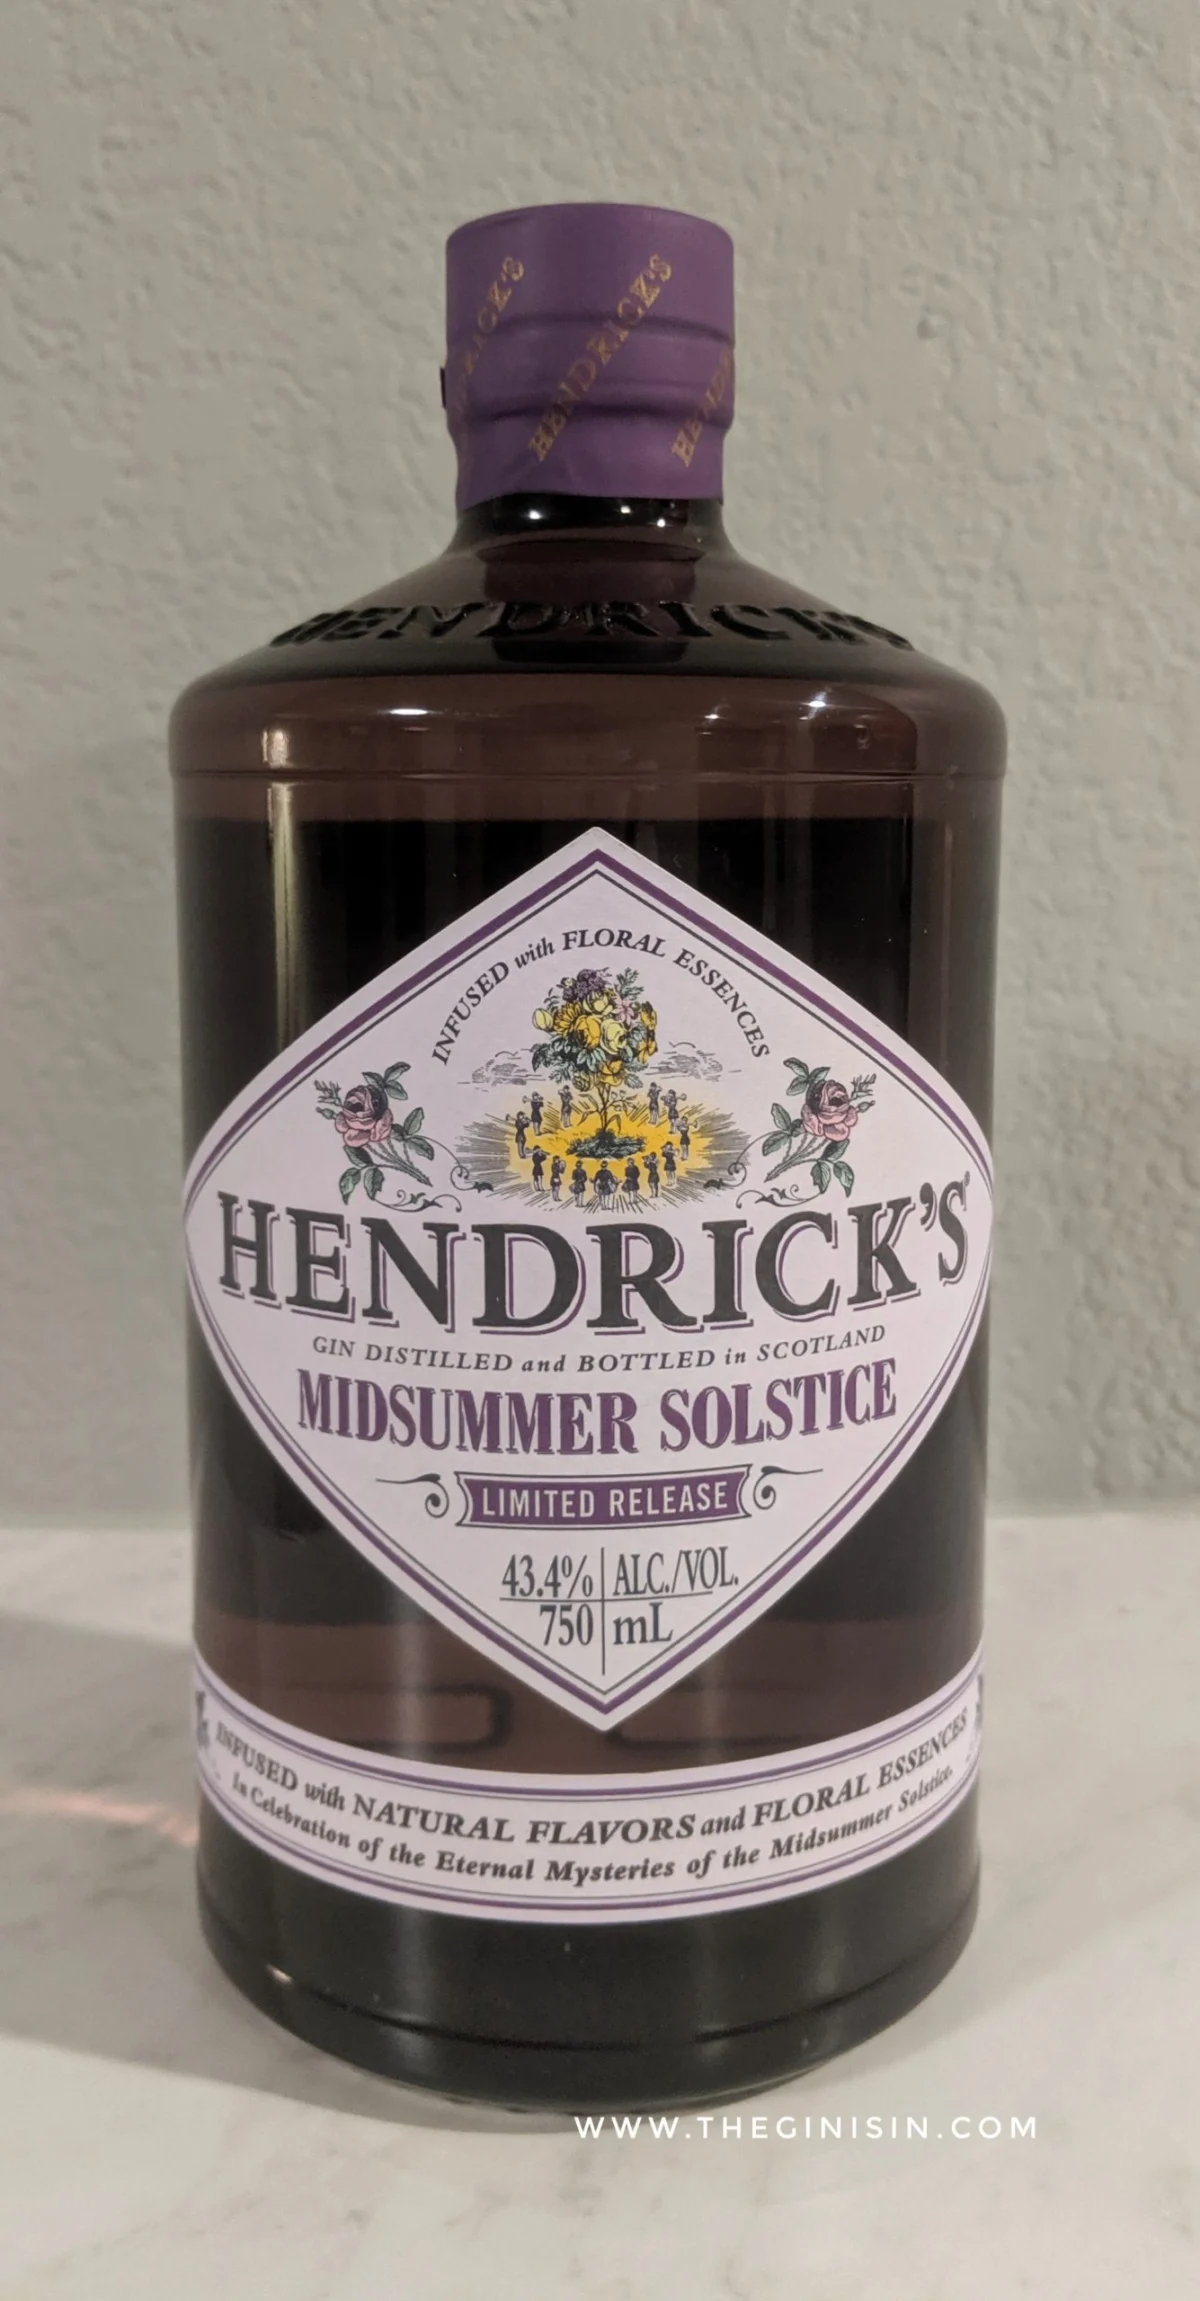 HENDRICK'S
HENDRICK'S
INFUSED with FLORAL ESSENCES
HENDRICK'S
GIN DISTILLED and BOTTLED in SCOTLAND
MIDSUMMER SOLSTICE
LIMITED RELEASE
43.4% ALC./VOL.
750 mL
INFUSED with NATURAL FLAVORS and FLORAL ESSENCES
In Celebration of the Eternal Mysteries of the Midsummer Solstice.
WWW.THEGINISIN.COM